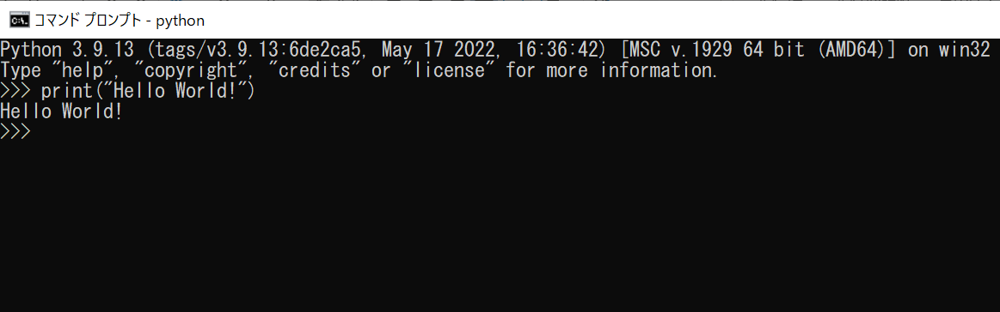 コマンド プロンプト - python
Python 3.9.13 (tags/v3.9.13:6de2ca5, May 17 2022, 16:36:42) [MSC v.1929 64 bit (AMD64)] on win32
Type "help", "copyright", "credits" or "license" for more information.
>>> print("Hello World!")
Hello World!
>>>